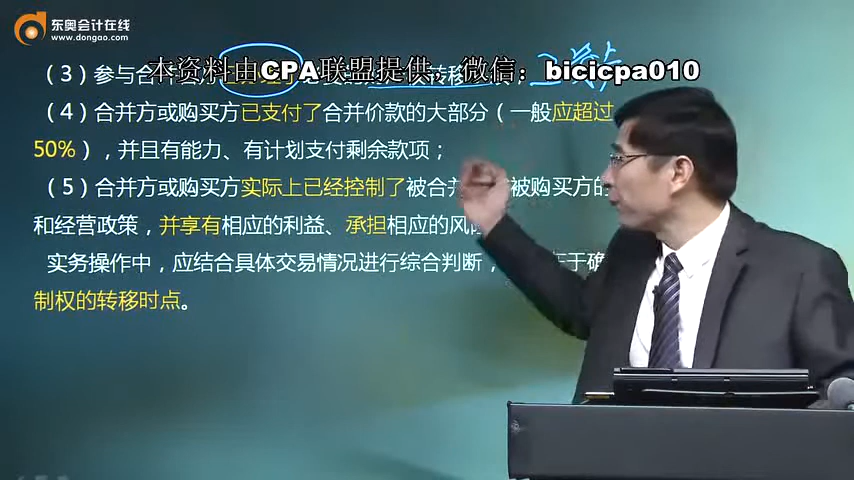 东奥会计在线
www.dongao.com
本资料由CPA联盟提供，微信：bicicpa010
（3）参与合
（4）合并方或购买方已支付了合并价款的大部分（一般应超过
50%），并且有能力、有计划支付剩余款项；
（5）合并方或购买方实际上已经控制了被合并 被购买方的
和经营政策，并享有相应的利益、承担相应的风
实务操作中，应结合具体交易情况进行综合判断， 于确
制权的转移时点。